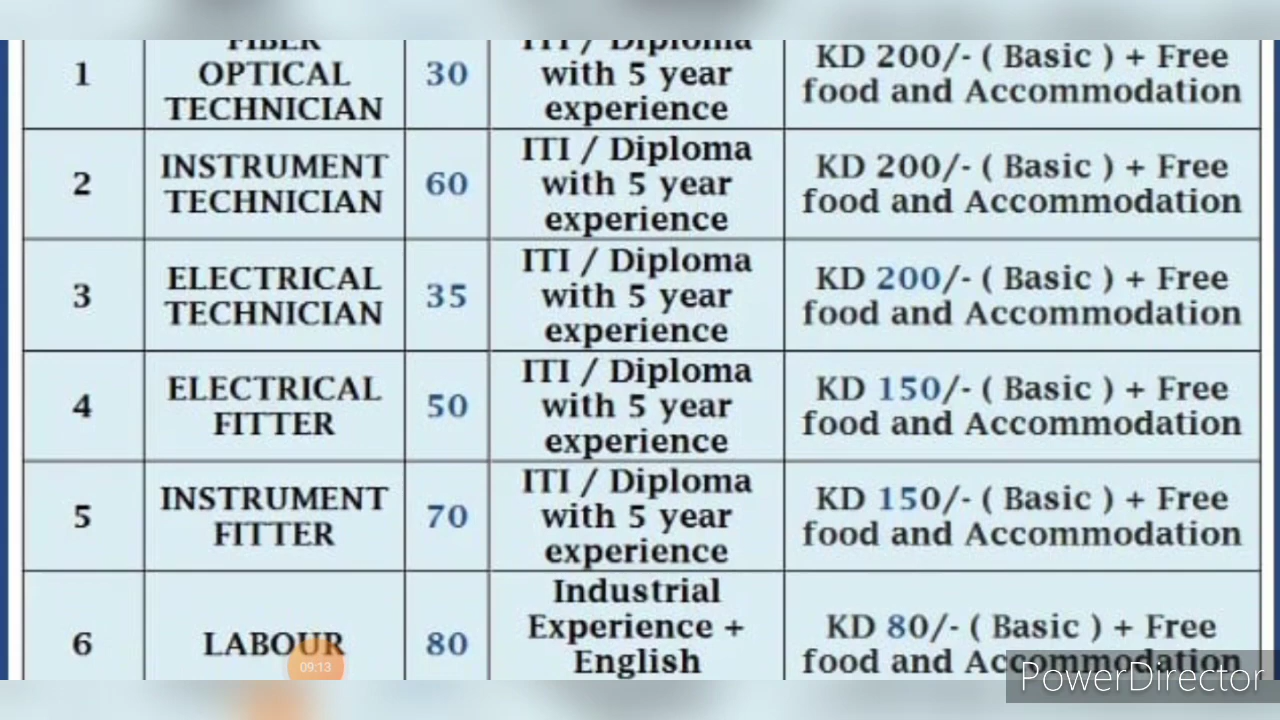 1
FIBER
OPTICAL
TECHNICIAN
30
ITI / Diploma
with 5 year
experience
KD 200/- ( Basic ) + Free
food and Accommodation
2
INSTRUMENT
TECHNICIAN
60
ITI / Diploma
with 5 year
experience
KD 200/- ( Basic ) + Free
food and Accommodation
3
ELECTRICAL
TECHNICIAN
35
ITI / Diploma
with 5 year
experience
KD 200/- ( Basic ) + Free
food and Accommodation
4
ELECTRICAL
FITTER
50
ITI / Diploma
with 5 year
experience
KD 150/- ( Basic ) + Free
food and Accommodation
5
INSTRUMENT
FITTER
70
ITI / Diploma
with 5 year
experience
KD 150/- ( Basic ) + Free
food and Accommodation
6
LABOUR
80
Industrial
Experience +
English
KD 80/- ( Basic ) + Free
food and Accommodation
09:13
PowerDirector